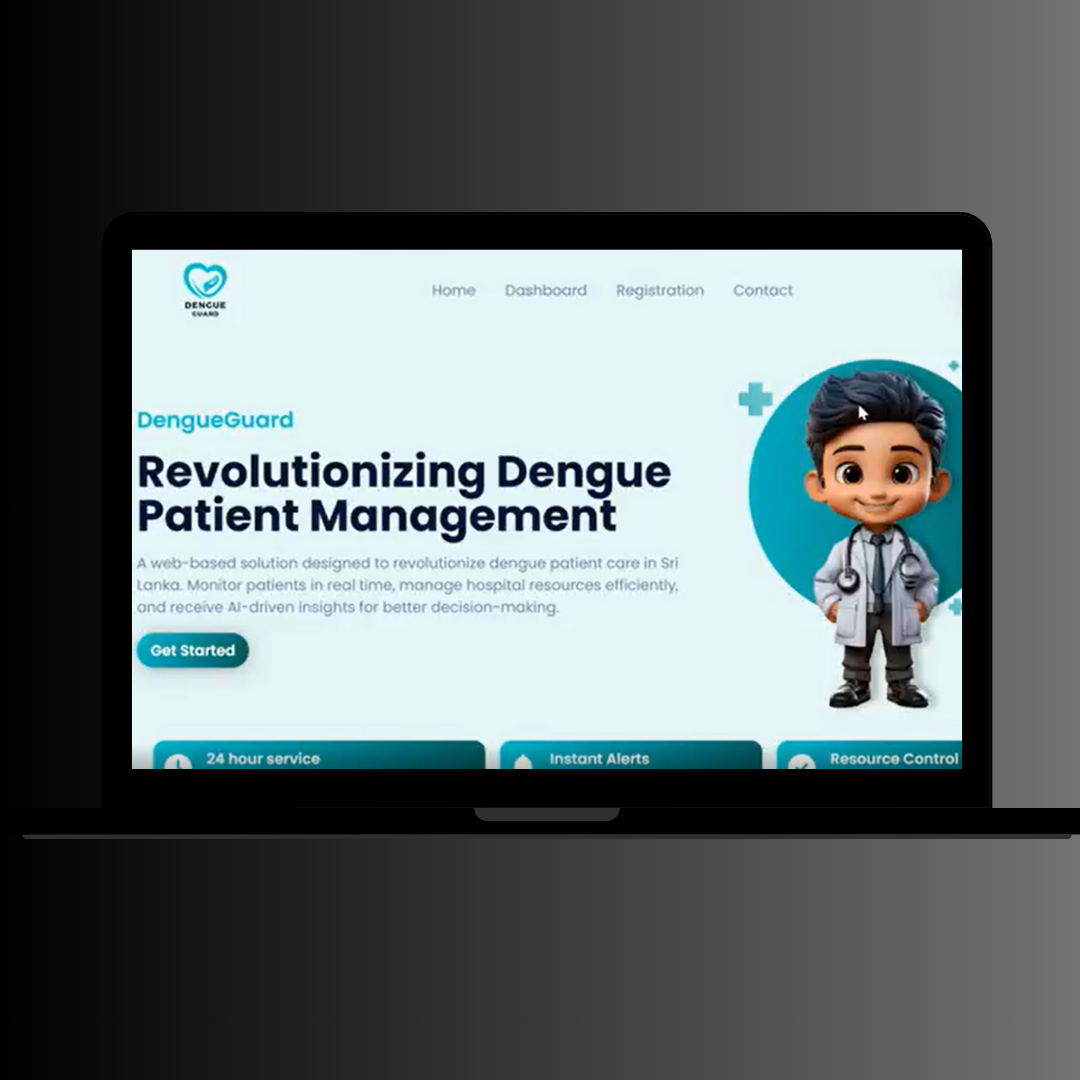 DENGUE
GUARD
Home Dashboard Registration Contact
DengueGuard
Revolutionizing Dengue
Patient Management
A web-based solution designed to revolutionize dengue patient care in Sri
Lanka. Monitor patients in real time, manage hospital resources efficiently,
and receive AI-driven insights for better decision-making.
Get Started
24 hour service Instant Alerts Resource Control